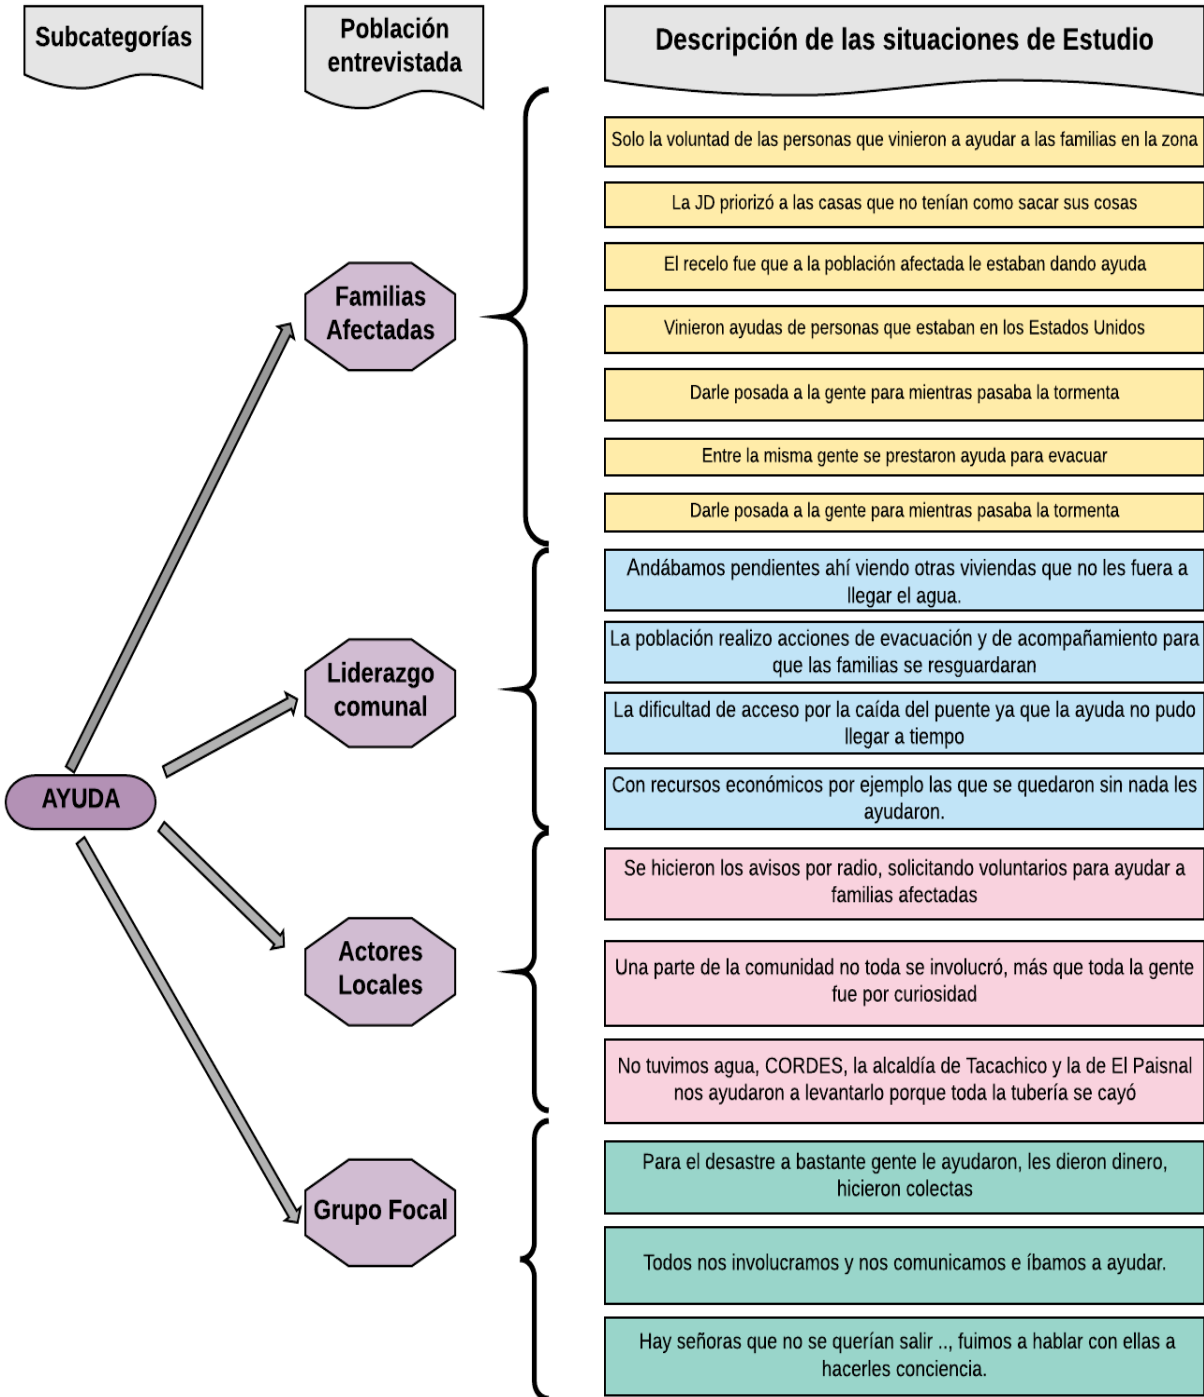 Subcategorías
Población
entrevistada
Descripción de las situaciones de Estudio
AYUDA
Familias
Afectadas
Solo la voluntad de las personas que vinieron a ayudar a las familias en la zona
La JD priorizó a las casas que no tenían como sacar sus cosas
El recelo fue que a la población afectada le estaban dando ayuda
Vinieron ayudas de personas que estaban en los Estados Unidos
Darle posada a la gente para mientras pasaba la tormenta
Entre la misma gente se prestaron ayuda para evacuar
Darle posada a la gente para mientras pasaba la tormenta
Liderazgo
comunal
Andábamos pendientes ahí viendo otras viviendas que no les fuera a
llegar el agua.
La población realizo acciones de evacuación y de acompañamiento para
que las familias se resguardaran
La dificultad de acceso por la caída del puente ya que la ayuda no pudo
llegar a tiempo
Con recursos económicos por ejemplo las que se quedaron sin nada les
ayudaron.
Actores
Locales
Se hicieron los avisos por radio, solicitando voluntarios para ayudar a
familias afectadas
Una parte de la comunidad no toda se involucró, más que toda la gente
fue por curiosidad
No tuvimos agua, CORDES, la alcaldía de Tacachico y la de El Paisnal
nos ayudaron a levantarlo porque toda la tubería se cayó
Grupo Focal
Para el desastre a bastante gente le ayudaron, les dieron dinero,
hicieron colectas
Todos nos involucramos y nos comunicamos e íbamos a ayudar.
Hay señoras que no se querían salir .., fuimos a hablar con ellas a
hacerles conciencia.